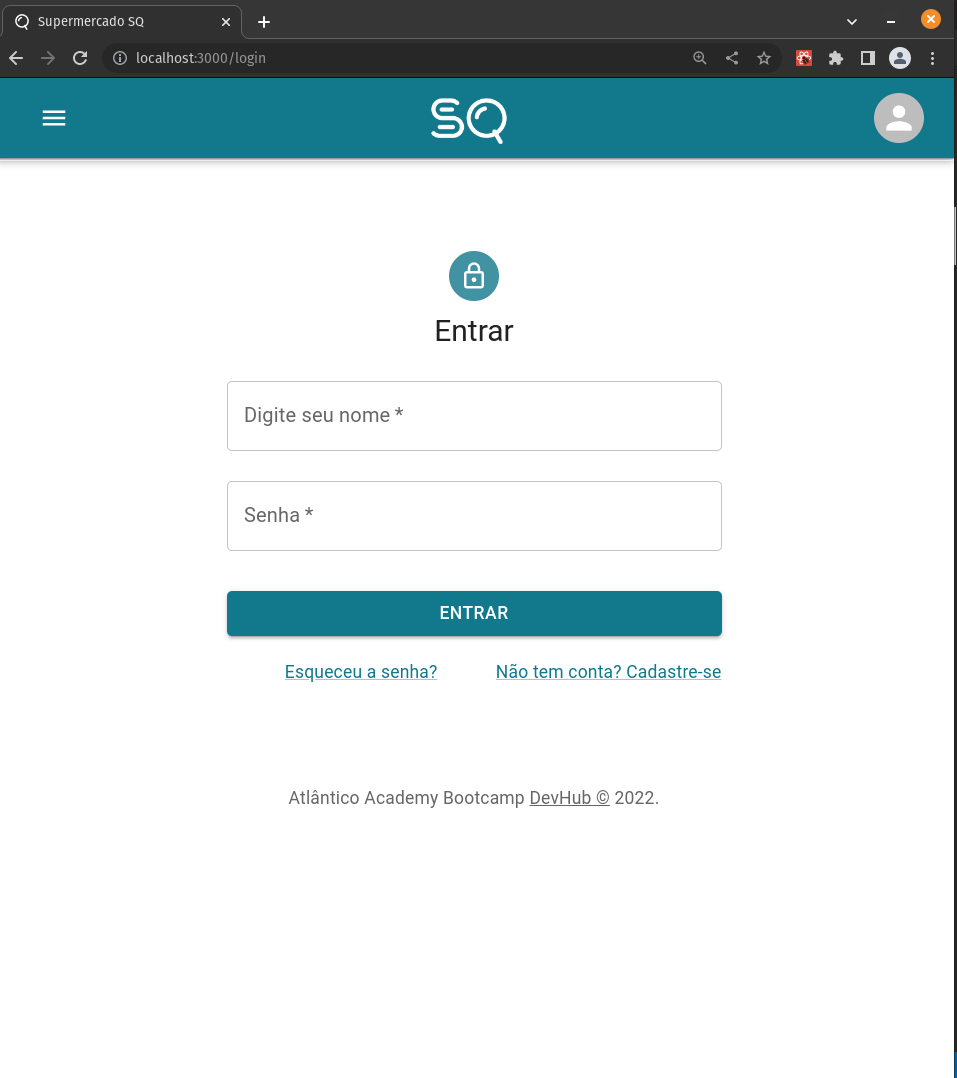 Supermercado SQ
localhost:3000/login
SQ
Entrar
Digite seu nome *
Senha *
ENTRAR
Esqueceu a senha? Não tem conta? Cadastre-se
Atlântico Academy Bootcamp DevHub © 2022.